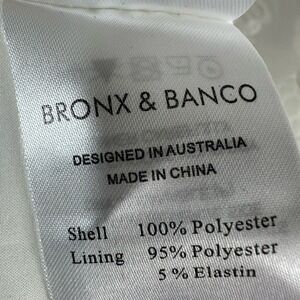 BRONX & BANCO
DESIGNED IN AUSTRALIA
MADE IN CHINA
Shell 100% Polyester
Lining 95% Polyester
5% Elastin